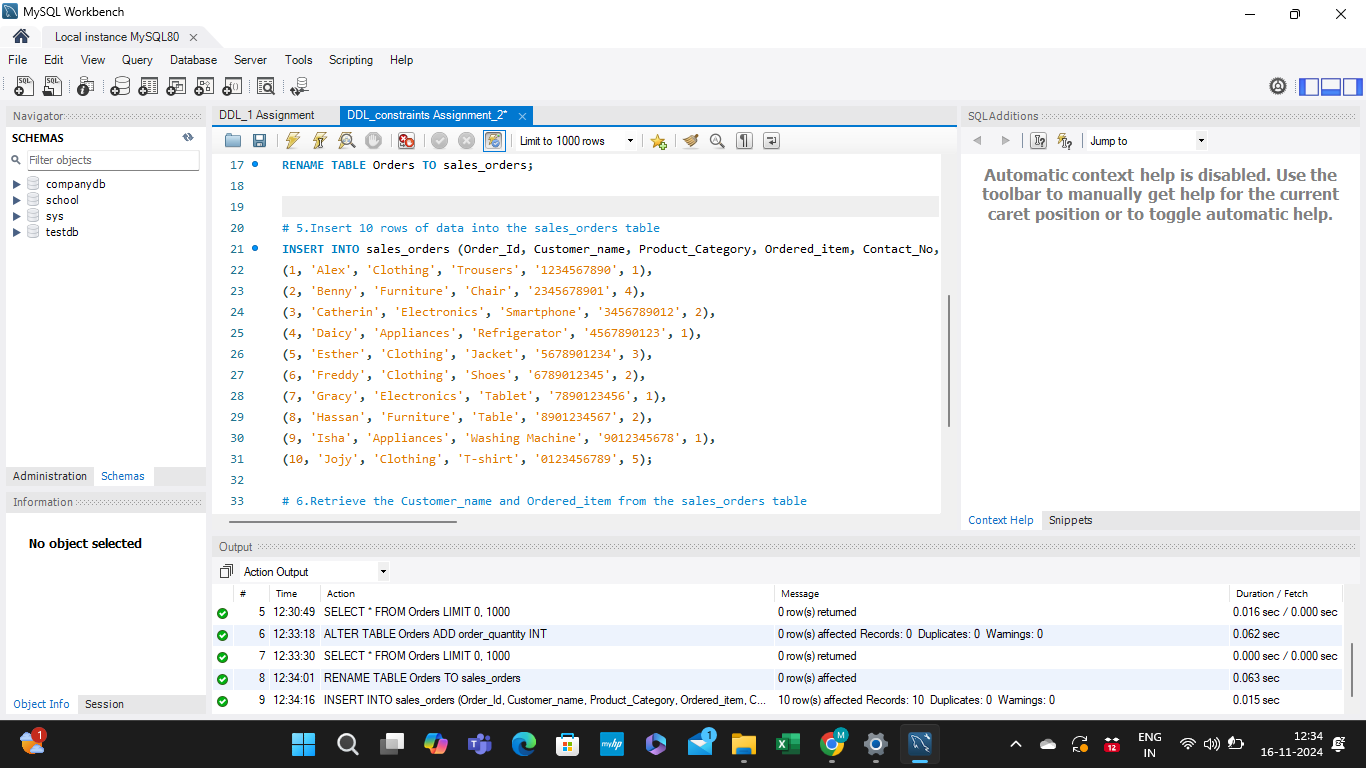 MySQL Workbench
Local instance MySQL80
File Edit View Query Database Server Tools Scripting Help
Navigator
SCHEMAS
Filter objects
companydb
school
sys
testdb
Administration Schemas
Information
No object selected
Object Info Session
DDL_1 Assignment DDL_constraints Assignment_2*
Limit to 1000 rows
17 RENAME TABLE Orders TO sales_orders;
18
19
20 # 5.Insert 10 rows of data into the sales_orders table
21 INSERT INTO sales_orders (Order_Id, Customer_name, Product_Category, Ordered_item, Contact_No,
22 (1, 'Alex', 'Clothing', 'Trousers', '1234567890', 1),
23 (2, 'Benny', 'Furniture', 'Chair', '2345678901', 4),
24 (3, 'Catherin', 'Electronics', 'Smartphone', '3456789012', 2),
25 (4, 'Daicy', 'Appliances', 'Refrigerator', '4567890123', 1),
26 (5, 'Esther', 'Clothing', 'Jacket', '5678901234', 3),
27 (6, 'Freddy', 'Clothing', 'Shoes', '6789012345', 2),
28 (7, 'Gracy', 'Electronics', 'Tablet', '7890123456', 1),
29 (8, 'Hassan', 'Furniture', 'Table', '8901234567', 2),
30 (9, 'Isha', 'Appliances', 'Washing Machine', '9012345678', 1),
31 (10, 'Jojy', 'Clothing', 'T-shirt', '0123456789', 5);
32
33 # 6.Retrieve the Customer_name and Ordered_item from the sales_orders table
SQLAdditions
Jump to
Automatic context help is disabled. Use the
toolbar to manually get help for the current
caret position or to toggle automatic help.
Context Help Snippets
Output
Action Output
# Time Action Message Duration / Fetch
5 12:30:49 SELECT * FROM Orders LIMIT 0, 1000 0 row(s) returned 0.016 sec / 0.000 sec
6 12:33:18 ALTER TABLE Orders ADD order_quantity INT 0 row(s) affected Records: 0 Duplicates: 0 Warnings: 0 0.062 sec
7 12:33:30 SELECT * FROM Orders LIMIT 0, 1000 0 row(s) returned 0.000 sec / 0.000 sec
8 12:34:01 RENAME TABLE Orders TO sales_orders 0 row(s) affected 0.063 sec
9 12:34:16 INSERT INTO sales_orders (Order_Id, Customer_name, Product_Category, Ordered_item, C... 10 row(s) affected Records: 10 Duplicates: 0 Warnings: 0 0.015 sec
1
myhp
1
M
12
ENG
IN
12:34
16-11-2024